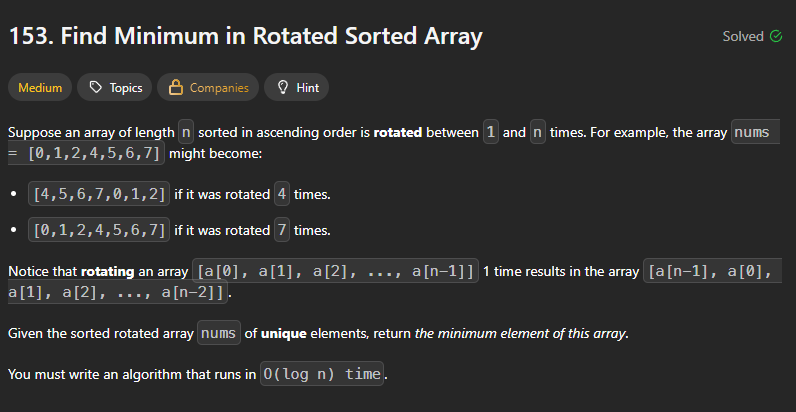 153. Find Minimum in Rotated Sorted Array
Solved
Medium
Topics
Companies
Hint
Suppose an array of length n sorted in ascending order is rotated between 1 and n times. For example, the array nums
= [0,1,2,4,5,6,7] might become:
• [4,5,6,7,0,1,2] if it was rotated 4 times.
• [0,1,2,4,5,6,7] if it was rotated 7 times.
Notice that rotating an array [a[0], a[1], a[2], ..., a[n-1]] 1 time results in the array [a[n-1], a[0],
a[1], a[2], ..., a[n-2]].
Given the sorted rotated array nums of unique elements, return the minimum element of this array.
You must write an algorithm that runs in O(log n) time.